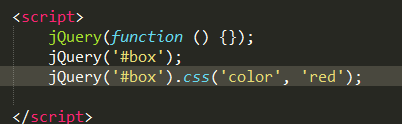 <script>
jQuery(function () {});
jQuery('#box');
jQuery('#box').css('color', 'red');
</script>